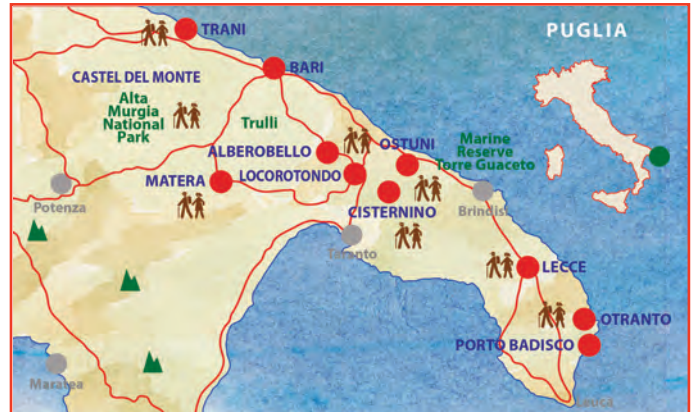 TRANI
PUGLIA
BARI
CASTEL DEL MONTE
Alta
Murgia
National
Park
Trulli
ALBEROBELLO
OSTUNI
Marine
Reserve
Torre Guaceto
MATERA
LOCOROTONDO
Potenza
CISTERNINO
Brindisi
Taranto
LECCE
OTRANTO
PORTO BADISCO
Maratea
Leuca